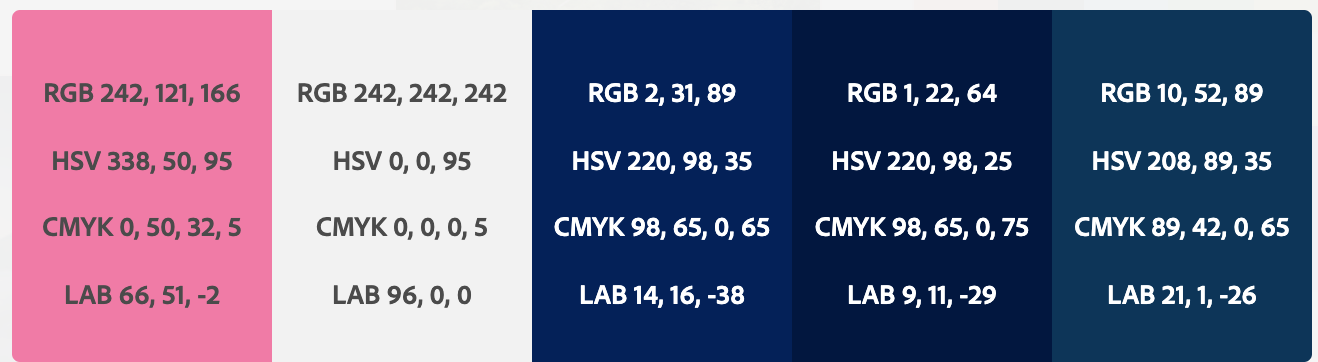 RGB 242, 121, 166
HSV 338, 50, 95
CMYK 0, 50, 32, 5
LAB 66, 51, -2
RGB 242, 242, 242
HSV 0, 0, 95
CMYK 0, 0, 0, 5
LAB 96, 0, 0
RGB 2, 31, 89
HSV 220, 98, 35
CMYK 98, 65, 0, 65
LAB 14, 16, -38
RGB 1, 22, 64
HSV 220, 98, 25
CMYK 98, 65, 0, 75
LAB 9, 11, -29
RGB 10, 52, 89
HSV 208, 89, 35
CMYK 89, 42, 0, 65
LAB 21, 1, -26